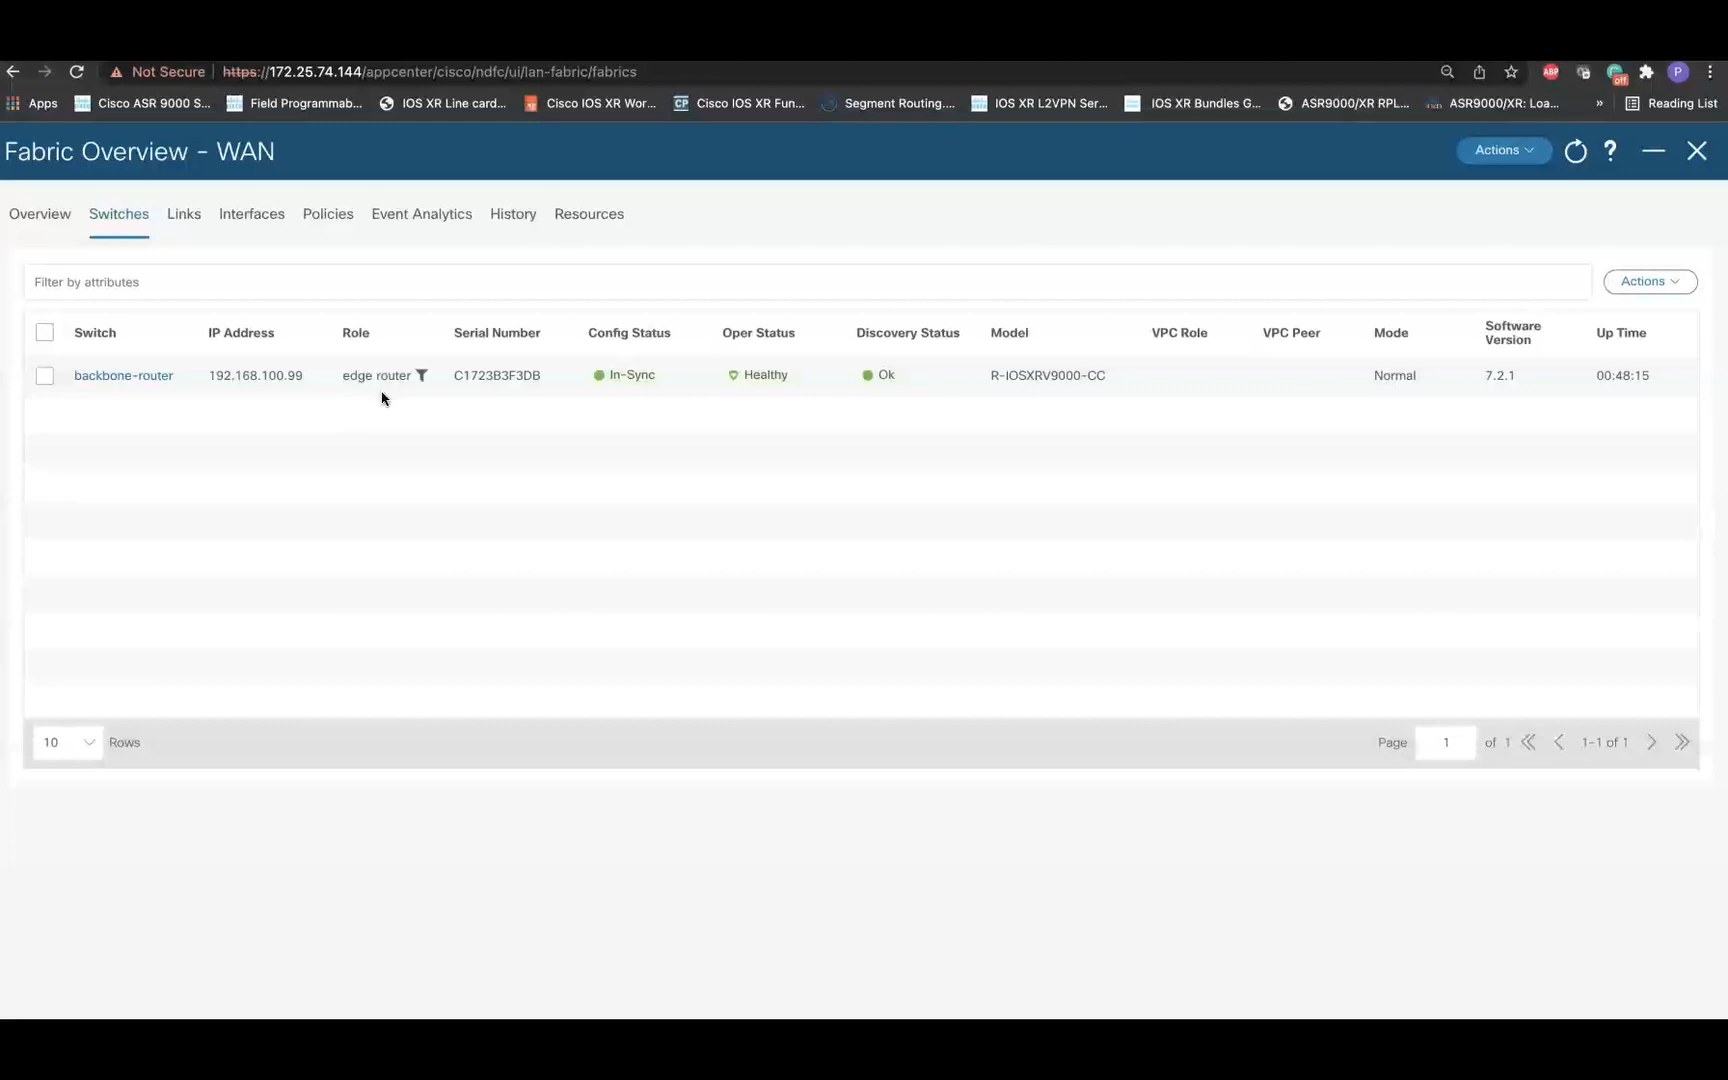 Not Secure | https://172.25.74.144/appcenter/cisco/ndfc/ui/lan-fabric/fabrics ABP off P
Apps Cisco ASR 9000 S... Field Programmab... IOS XR Line card... Cisco IOS XR Wor... CP Cisco IOS XR Fun... Segment Routing.... IOS XR L2VPN Ser... IOS XR Bundles G... ASR9000/XR RPL... ASR9000/XR: Loa... » Reading List
Fabric Overview - WAN Actions ?
Overview Switches Links Interfaces Policies Event Analytics History Resources
Filter by attributes Actions
Switch IP Address Role Serial Number Config Status Oper Status Discovery Status Model VPC Role VPC Peer Mode Software Version Up Time
backbone-router 192.168.100.99 edge router C1723B3F3DB In-Sync Healthy Ok R-IOSXRV9000-CC Normal 7.2.1 00:48:15
10 Rows Page 1 of 1 1-1 of 1